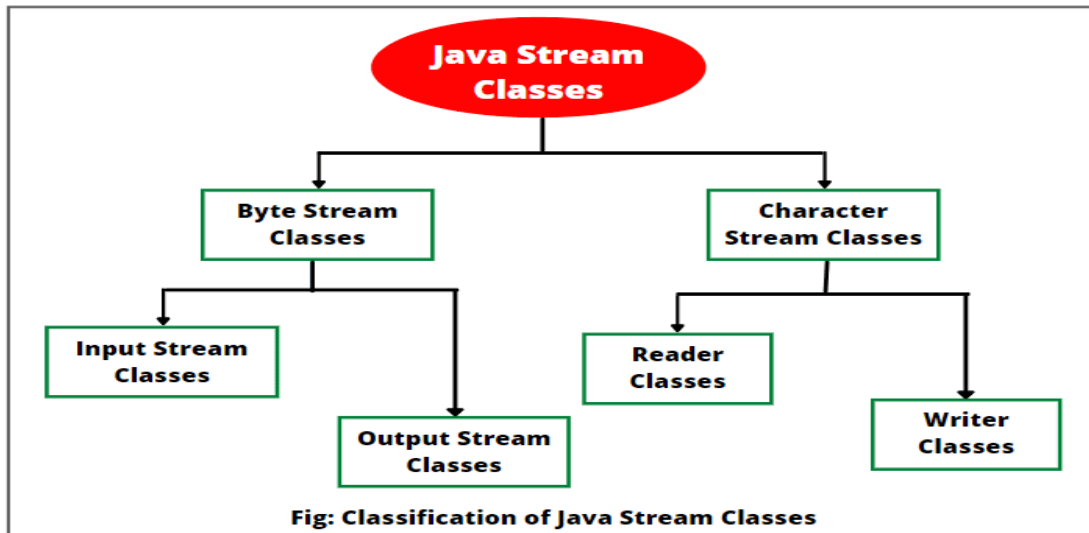 Java Stream
Classes
Byte Stream
Classes
Character
Stream Classes
Input Stream
Classes
Reader
Classes
Output Stream
Classes
Writer
Classes
Fig: Classification of Java Stream Classes